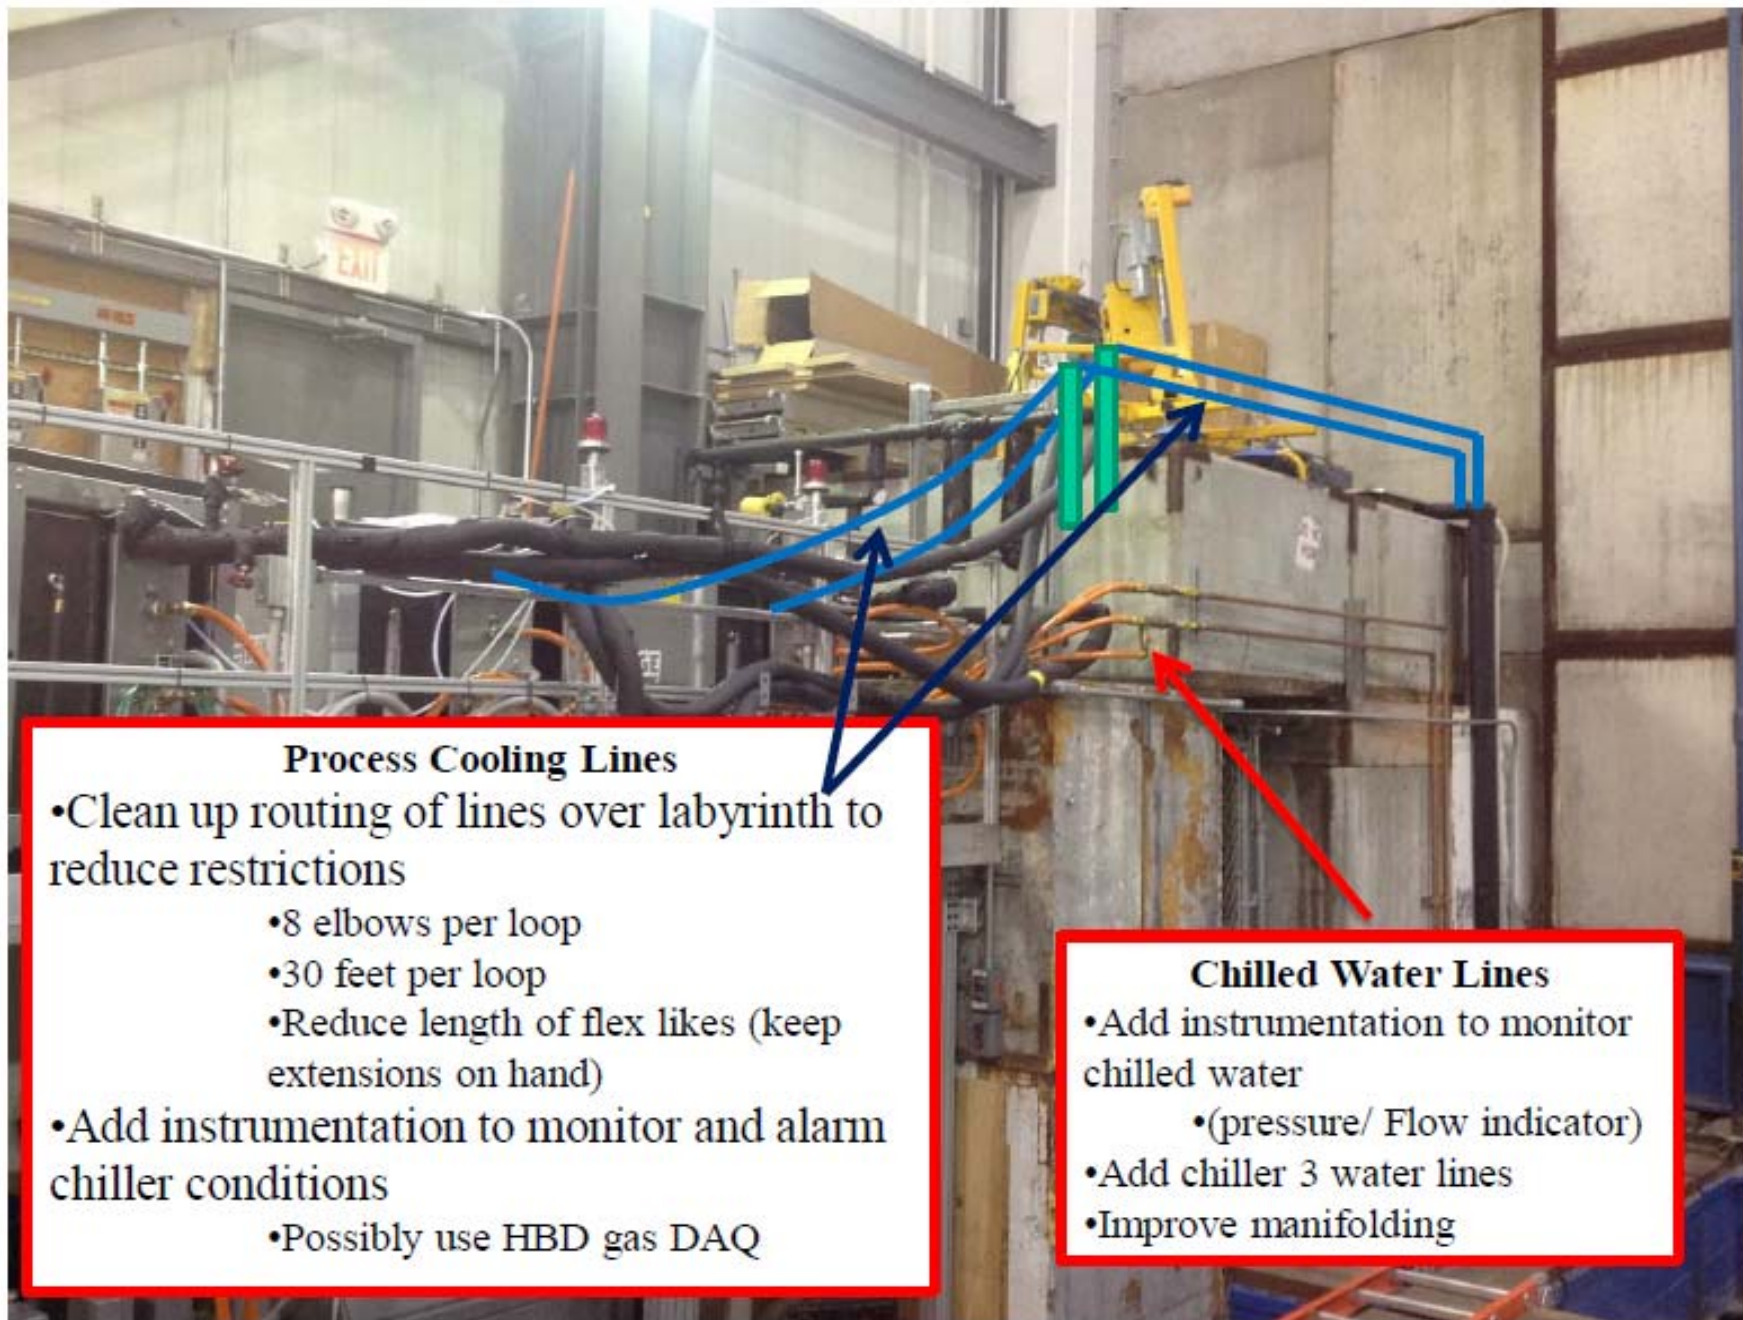 EXIT
Process Cooling Lines
•Clean up routing of lines over labyrinth to
reduce restrictions
•8 elbows per loop
•30 feet per loop
•Reduce length of flex likes (keep
extensions on hand)
•Add instrumentation to monitor and alarm
chiller conditions
•Possibly use HBD gas DAQ
Chilled Water Lines
•Add instrumentation to monitor
chilled water
•(pressure/ Flow indicator)
•Add chiller 3 water lines
•Improve manifolding